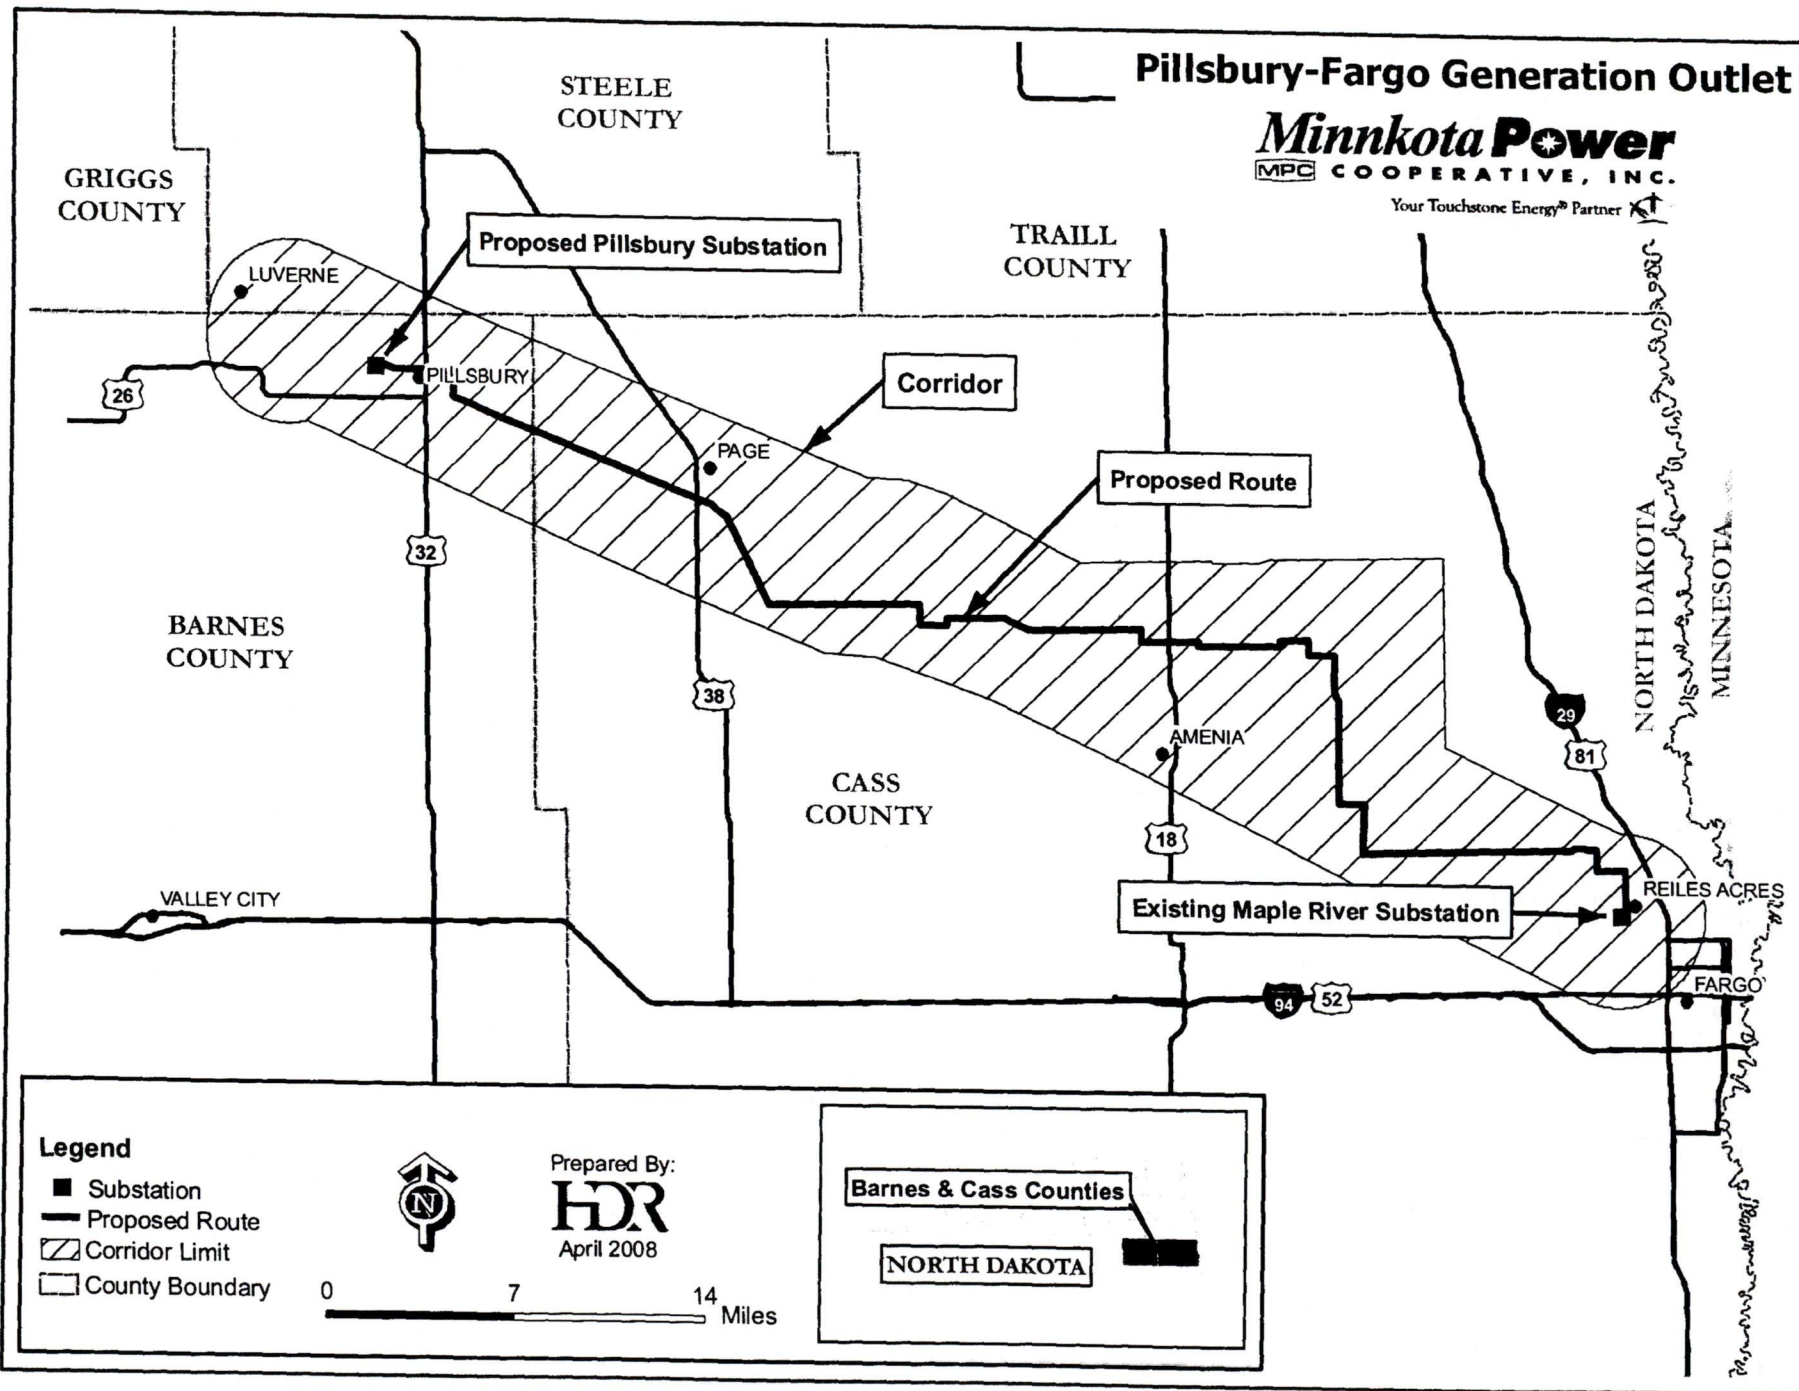 Pillsbury-Fargo Generation Outlet
Minnkota Power
MPC COOPERATIVE, INC.
Your Touchstone Energy® Partner
STEELE
COUNTY
GRIGGS
COUNTY
Proposed Pillsbury Substation
TRAILL
COUNTY
LUVERNE
PILLSBURY
26
Corridor
PAGE
Proposed Route
32
NORTH DAKOTA
MINNESOTA
BARNES
COUNTY
38
29
81
AMENIA
CASS
COUNTY
18
VALLEY CITY
REILES ACRES
Existing Maple River Substation
FARGO
94
52
Legend
Substation
Proposed Route
Corridor Limit
County Boundary
N
Prepared By:
HDR
April 2008
0 7 14
Miles
Barnes & Cass Counties
NORTH DAKOTA